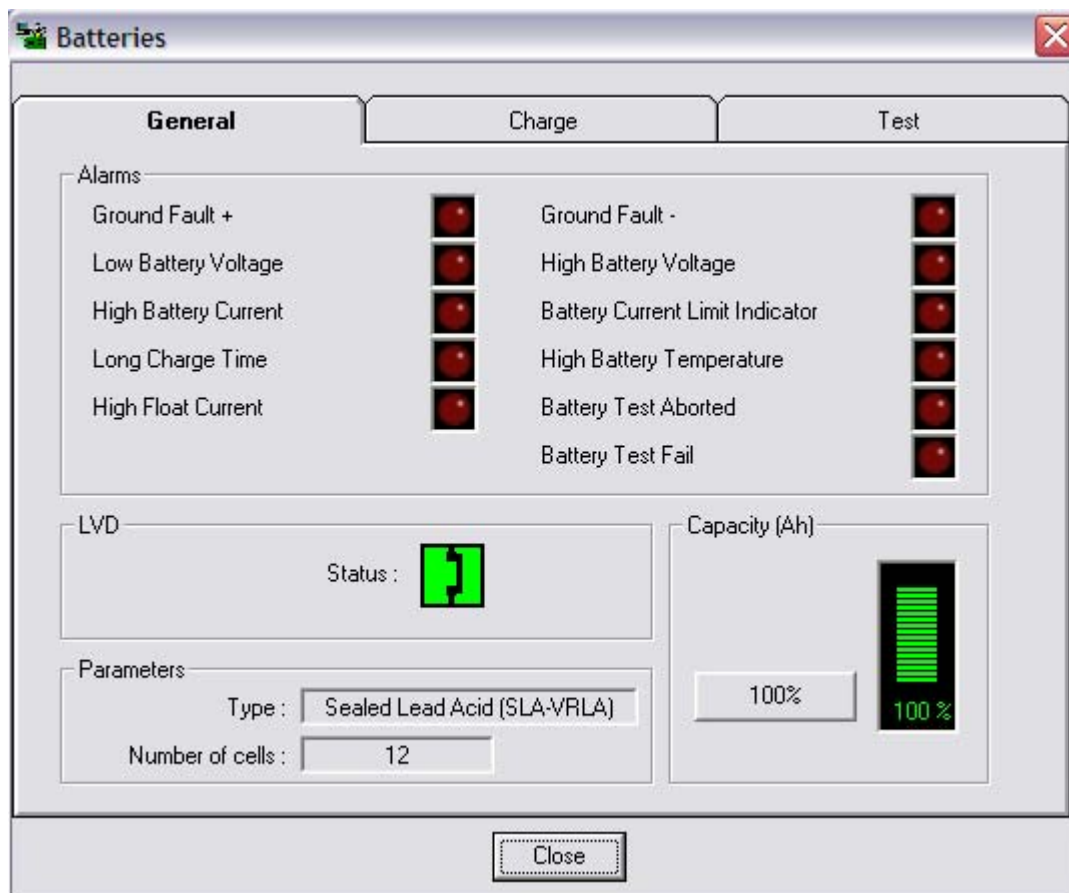 Batteries
General Charge Test
Alarms
Ground Fault + Ground Fault -
Low Battery Voltage High Battery Voltage
High Battery Current Battery Current Limit Indicator
Long Charge Time High Battery Temperature
High Float Current Battery Test Aborted
Battery Test Fail
LVD Capacity (Ah)
Status :
Parameters
Type : Sealed Lead Acid (SLA-VRLA) 100% 100 %
Number of cells : 12
Close